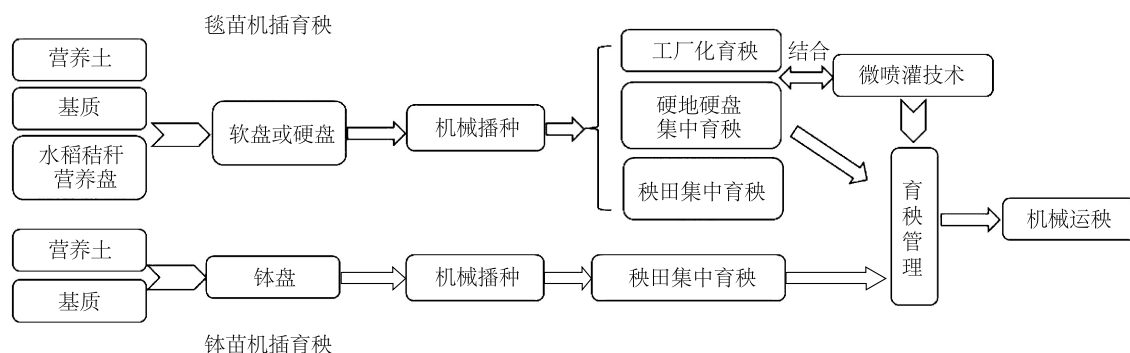 毯苗机插育秧
营养土
基质
水稻秸秆
营养盘
软盘或硬盘
机械播种
工厂化育秧
结合
微喷灌技术
硬地硬盘
集中育秧
秧田集中育秧
育
秧
管
理
机械运秧
营养土
基质
钵盘
机械播种
秧田集中育秧
钵苗机插育秧